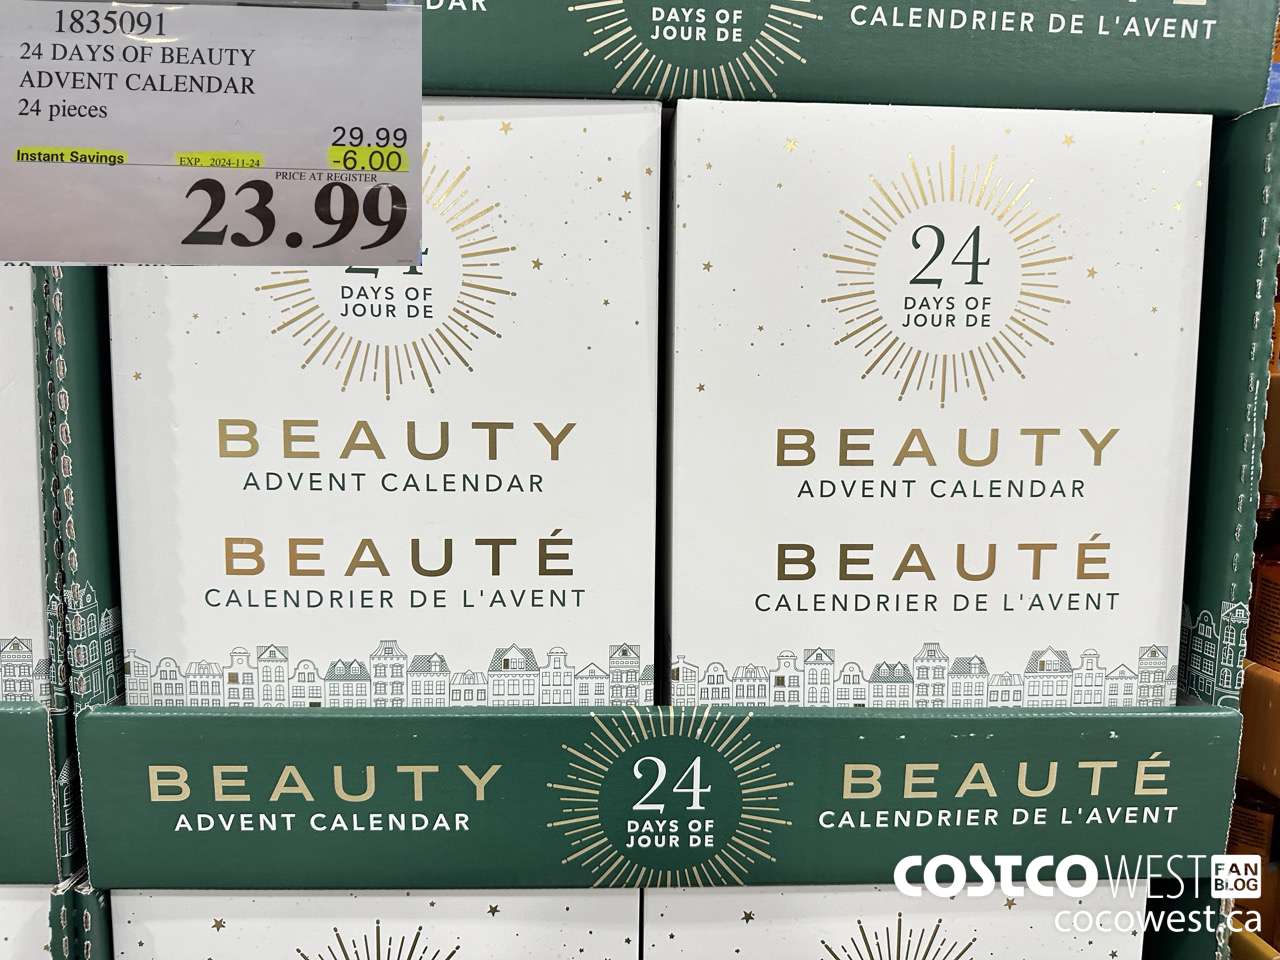 1835091
24 DAYS OF BEAUTY
ADVENT CALENDAR
24 pieces
29.99
Instant Savings EXP. 2024-11-24 -6.00
PRICE AT REGISTER
23.99
DAYS OF
JOUR DE
CALENDRIER DE L'AVENT
24
DAYS OF
JOUR DE
BEAUTY
ADVENT CALENDAR
BEAUTÉ
CALENDRIER DE L'AVENT
24
DAYS OF
JOUR DE
BEAUTY
ADVENT CALENDAR
BEAUTÉ
CALENDRIER DE L'AVENT
BEAUTY
ADVENT CALENDAR
24
DAYS OF
JOUR DE
BEAUTÉ
CALENDRIER DE L'AVENT
COSTCO WEST FAN BLOG
cocowest.ca